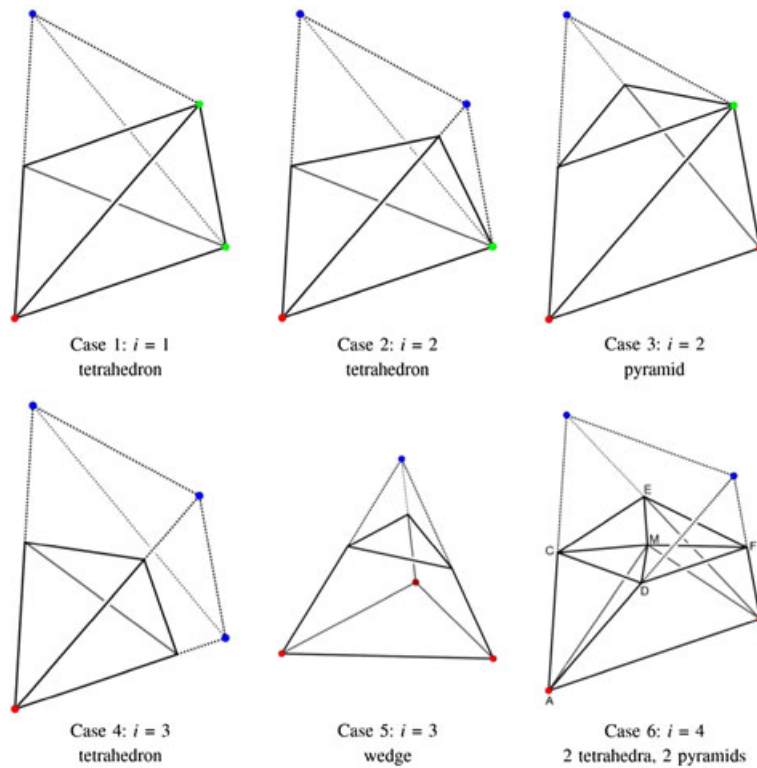 Case 1: i = 1
tetrahedron
Case 2: i = 2
tetrahedron
Case 3: i = 2
pyramid
Case 4: i = 3
tetrahedron
Case 5: i = 3
wedge
E
M
C
F
D
A
Case 6: i = 4
2 tetrahedra, 2 pyramids